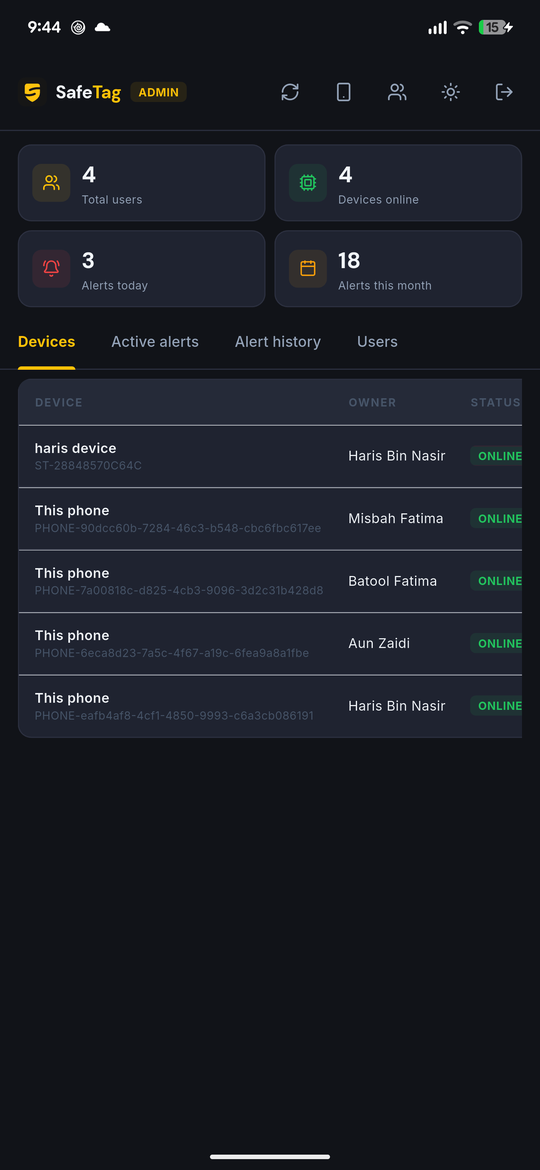 9:44 15
SafeTag ADMIN
4
Total users
4
Devices online
3
Alerts today
18
Alerts this month
Devices Active alerts Alert history Users
DEVICE OWNER STATUS
haris device
ST-28848570C64C
Haris Bin Nasir ONLINE
This phone
PHONE-90dcc60b-7284-46c3-b548-cbc6fbc617ee
Misbah Fatima ONLINE
This phone
PHONE-7a00818c-d825-4cb3-9096-3d2c31b428d8
Batool Fatima ONLINE
This phone
PHONE-6eca8d23-7a5c-4f67-a19c-6fea9a8a1fbe
Aun Zaidi ONLINE
This phone
PHONE-eafb4af8-4cf1-4850-9993-c6a3cb086191
Haris Bin Nasir ONLINE